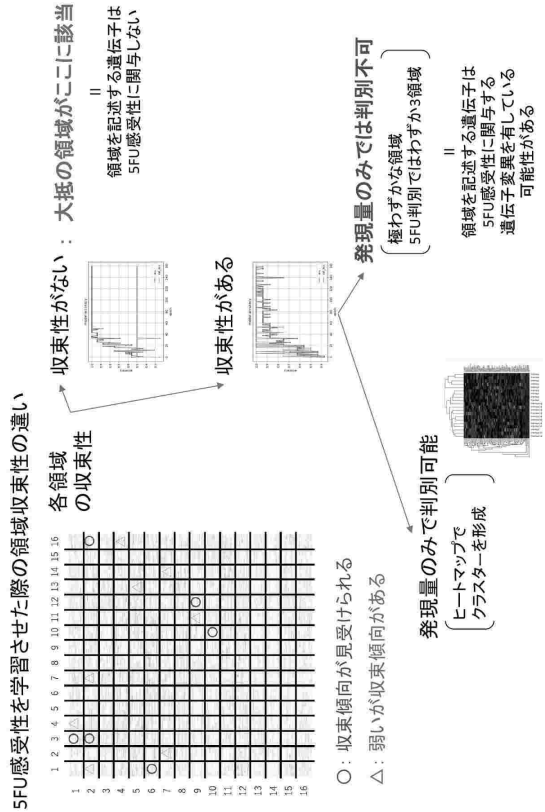 5FU感受性を学習させた際の領域収束性の違い
1 2 3 4 5 6 7 8 9 10 11 12 13 14 15 16
1
2
3
4
5
6
7
8
9
10
11
12
13
14
15
16
○: 収束傾向が見受けられる
△: 弱いが収束傾向がある
各領域
の収束性
収束性がない : 大抵の領域がここに該当
=
領域を記述する遺伝子は
5FU感受性に関与しない
収束性がある
発現量のみで判別可能
ヒートマップで
クラスターを形成
発現量のみでは判別不可
極わずかな領域
5FU判別ではわずか3領域
=
領域を記述する遺伝子は
5FU感受性に関与する
遺伝子変異を有している
可能性がある